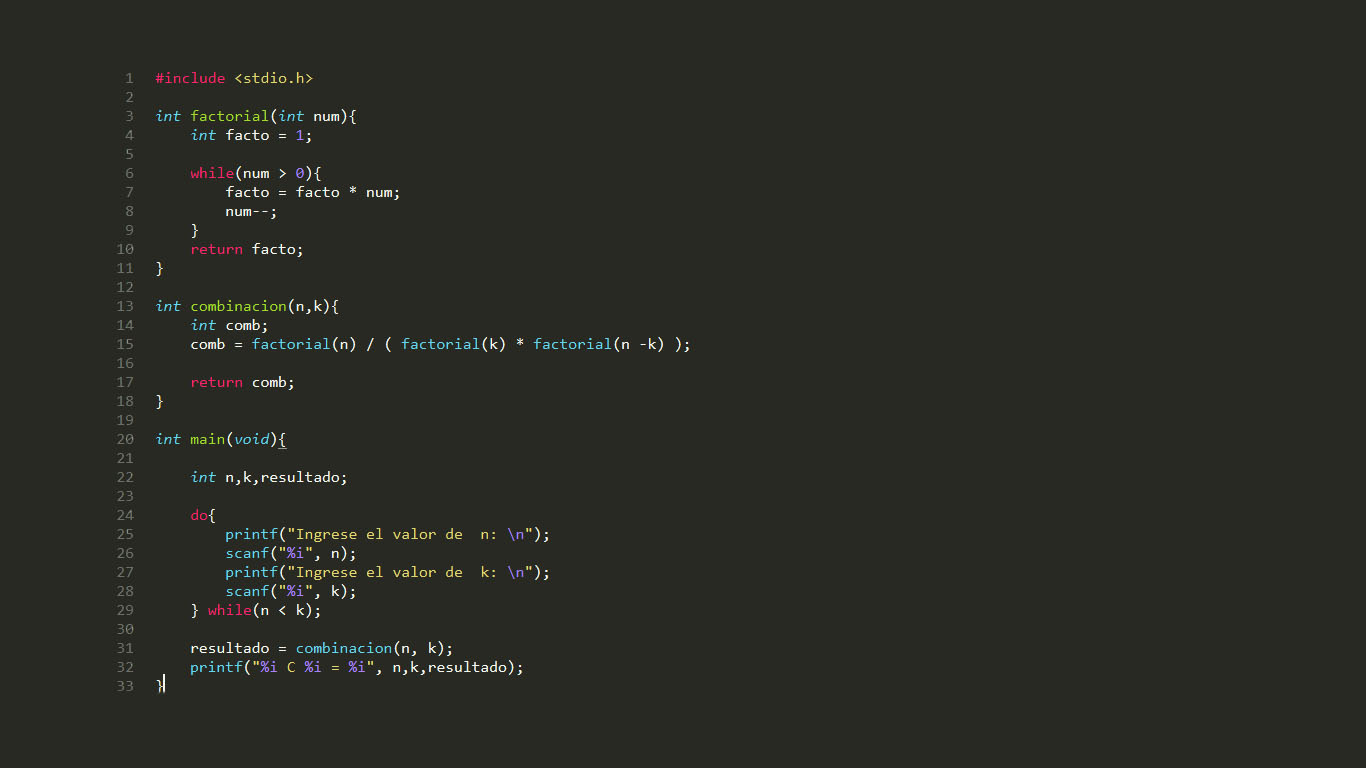 1 #include <stdio.h>
2
3 int factorial(int num){
4     int facto = 1;
5
6     while(num > 0){
7         facto = facto * num;
8         num--;
9     }
10     return facto;
11 }
12
13 int combinacion(n,k){
14     int comb;
15     comb = factorial(n) / ( factorial(k) * factorial(n -k) );
16
17     return comb;
18 }
19
20 int main(void){
21
22     int n,k,resultado;
23
24     do{
25         printf("Ingrese el valor de  n: \n");
26         scanf("%i", n);
27         printf("Ingrese el valor de  k: \n");
28         scanf("%i", k);
29     } while(n < k);
30
31     resultado = combinacion(n, k);
32     printf("%i C %i = %i", n,k,resultado);
33 }